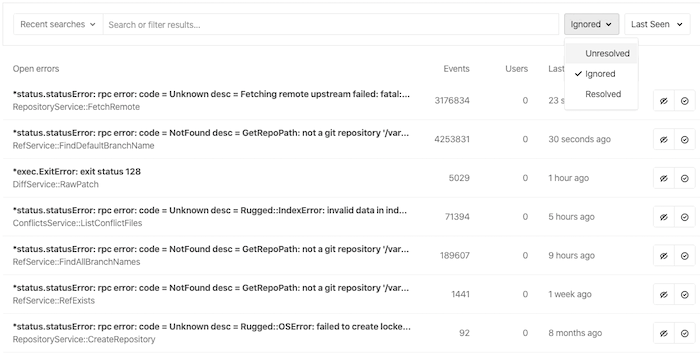 Recent searches Search or filter results... Ignored Last Seen
Unresolved
Ignored
Resolved
Open errors Events Users Last
*status.statusError: rpc error: code = Unknown desc = Fetching remote upstream failed: fatal:... 3176834 0 23 s
RepositoryService::FetchRemote
*status.statusError: rpc error: code = NotFound desc = GetRepoPath: not a git repository '/var... 4253831 0 30 seconds ago
RefService::FindDefaultBranchName
*exec.ExitError: exit status 128 5029 0 1 hour ago
DiffService::RawPatch
*status.statusError: rpc error: code = Unknown desc = Rugged::IndexError: invalid data in ind... 71394 0 5 hours ago
ConflictsService::ListConflictFiles
*status.statusError: rpc error: code = NotFound desc = GetRepoPath: not a git repository '/var... 189607 0 9 hours ago
RefService::FindAllBranchNames
*status.statusError: rpc error: code = NotFound desc = GetRepoPath: not a git repository '/var... 1441 0 1 week ago
RefService::RefExists
*status.statusError: rpc error: code = Unknown desc = Rugged::OSError: failed to create locke... 92 0 8 months ago
RepositoryService::CreateRepository